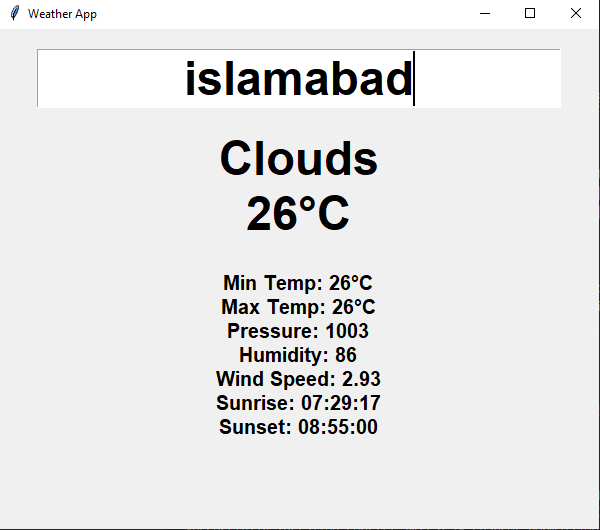 Weather App
islamabad
Clouds
26°C
Min Temp: 26°C
Max Temp: 26°C
Pressure: 1003
Humidity: 86
Wind Speed: 2.93
Sunrise: 07:29:17
Sunset: 08:55:00